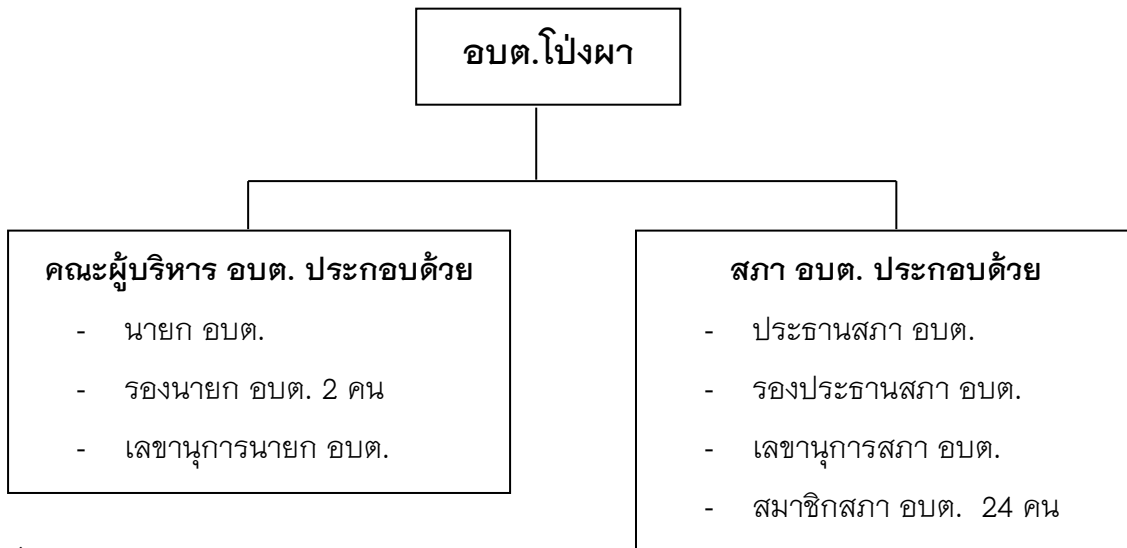 อบต.โป่งผา
คณะผู้บริหาร อบต. ประกอบด้วย
- นายก อบต.
- รองนายก อบต. 2 คน
- เลขานุการนายก อบต.
สภา อบต. ประกอบด้วย
- ประธานสภา อบต.
- รองประธานสภา อบต.
- เลขานุการสภา อบต.
- สมาชิกสภา อบต. 24 คน